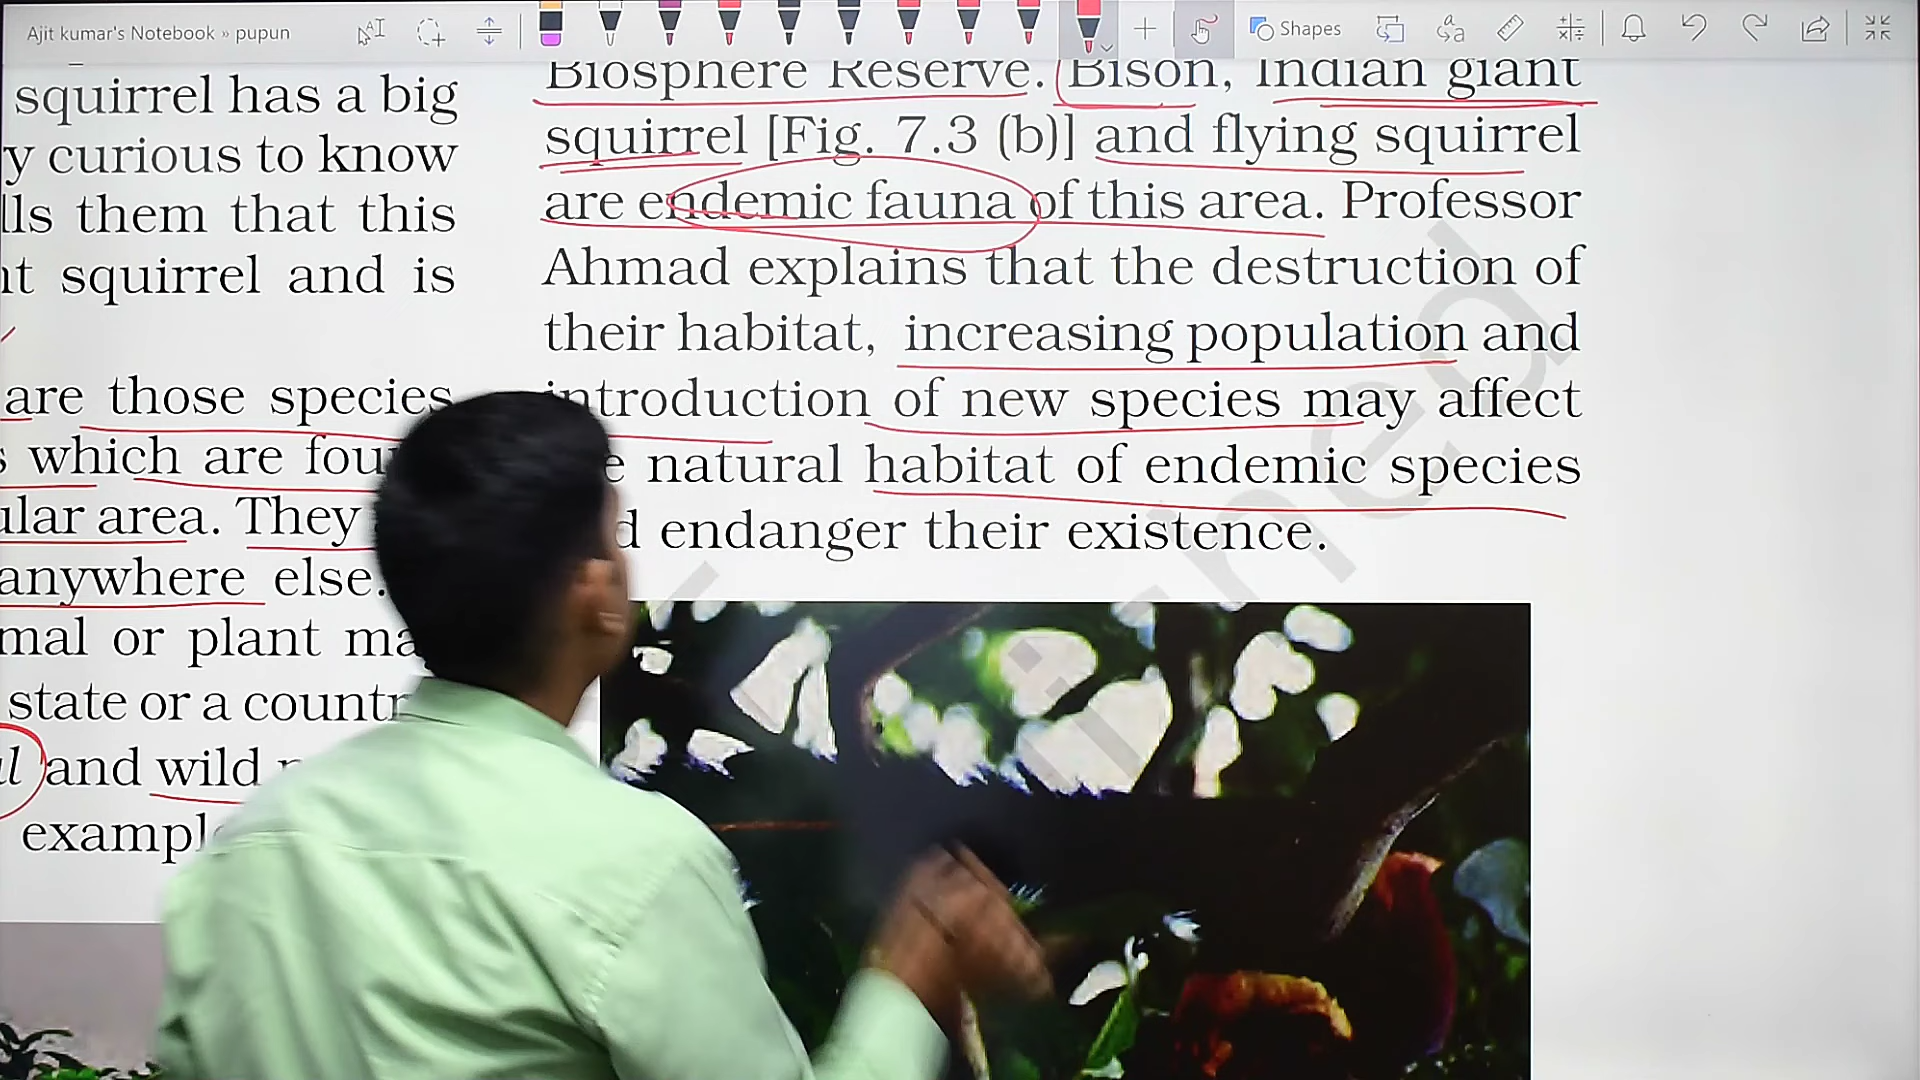 Ajit kumar's Notebook » pupun
Shapes
squirrel has a big
y curious to know
lls them that this
nt squirrel and is
are those species
s which are fou
ular area. They
anywhere else.
mal or plant ma
state or a countr
l and wild
exampl
Biosphere Reserve. Bison, Indian giant
squirrel [Fig. 7.3 (b)] and flying squirrel
are endemic fauna of this area. Professor
Ahmad explains that the destruction of
their habitat, increasing population and
introduction of new species may affect
e natural habitat of endemic species
d endanger their existence.